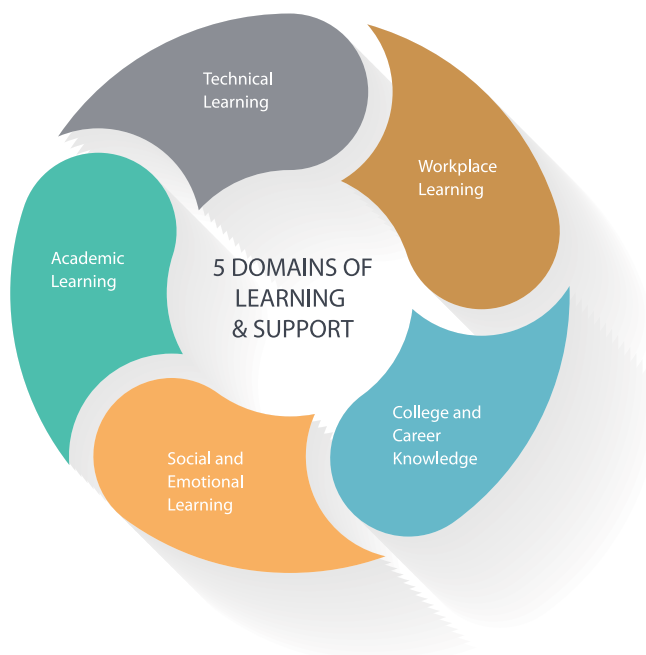 Technical
Learning
Workplace
Learning
Academic
Learning
5 DOMAINS OF
LEARNING
& SUPPORT
College and
Career
Knowledge
Social and
Emotional
Learning